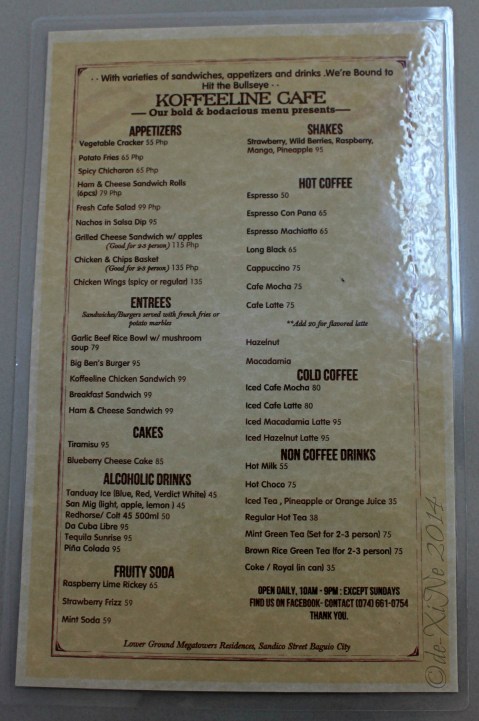 - - With varieties of sandwiches, appetizers and drinks .We're Bound to
Hit the Bullseye - -
KOFFEELINE CAFE
— Our bold & bodacious menu presents—
APPETIZERS
Vegetable Cracker 55 Php
Potato Fries 65 Php
Spicy Chicharon 65 Php
Ham & Cheese Sandwich Rolls
(6pcs) 79 Php
Fresh Cafe Salad 99 Php
Nachos in Salsa Dip 95
Grilled Cheese Sandwich w/ apples
(Good for 2-3 person) 115 Php
Chicken & Chips Basket
(Good for 2-3 person) 135 Php
Chicken Wings (spicy or regular) 135
ENTREES
Sandwiches/Burgers served with french fries or
potato marbles
Garlic Beef Rice Bowl w/ mushroom
soup 79
Big Ben's Burger 95
Koffeeline Chicken Sandwich 99
Breakfast Sandwich 99
Ham & Cheese Sandwich 99
CAKES
Tiramisu 95
Blueberry Cheese Cake 85
ALCOHOLIC DRINKS
Tanduay Ice (Blue, Red, Verdict White) 45
San Mig (light, apple, lemon ) 45
Redhorse/ Colt 45 500ml 50
Da Cuba Libre 95
Tequila Sunrise 95
Piña Colada 95
FRUITY SODA
Raspberry Lime Rickey 65
Strawberry Frizz 59
Mint Soda 59
SHAKES
Strawberry, Wild Berries, Raspberry,
Mango, Pineapple 95
HOT COFFEE
Espresso 50
Espresso Con Pana 65
Espresso Machiatto 65
Long Black 65
Cappuccino 75
Cafe Mocha 75
Cafe Latte 75
**Add 20 for flavored latte
Hazelnut
Macadamia
COLD COFFEE
Iced Cafe Mocha 80
Iced Cafe Latte 80
Iced Macadamia Latte 95
Iced Hazelnut Latte 95
NON COFFEE DRINKS
Hot Milk 55
Hot Choco 75
Iced Tea , Pineapple or Orange Juice 35
Regular Hot Tea 38
Mint Green Tea (Set for 2-3 person) 75
Brown Rice Green Tea (for 2-3 person) 75
Coke / Royal (in can) 35
OPEN DAILY, 10AM - 9PM : EXCEPT SUNDAYS
FIND US ON FACEBOOK- CONTACT (074) 661-0754
THANK YOU.
Lower Ground Megatowers Residences, Sandico Street Baguio City
©de-XiNe 2014